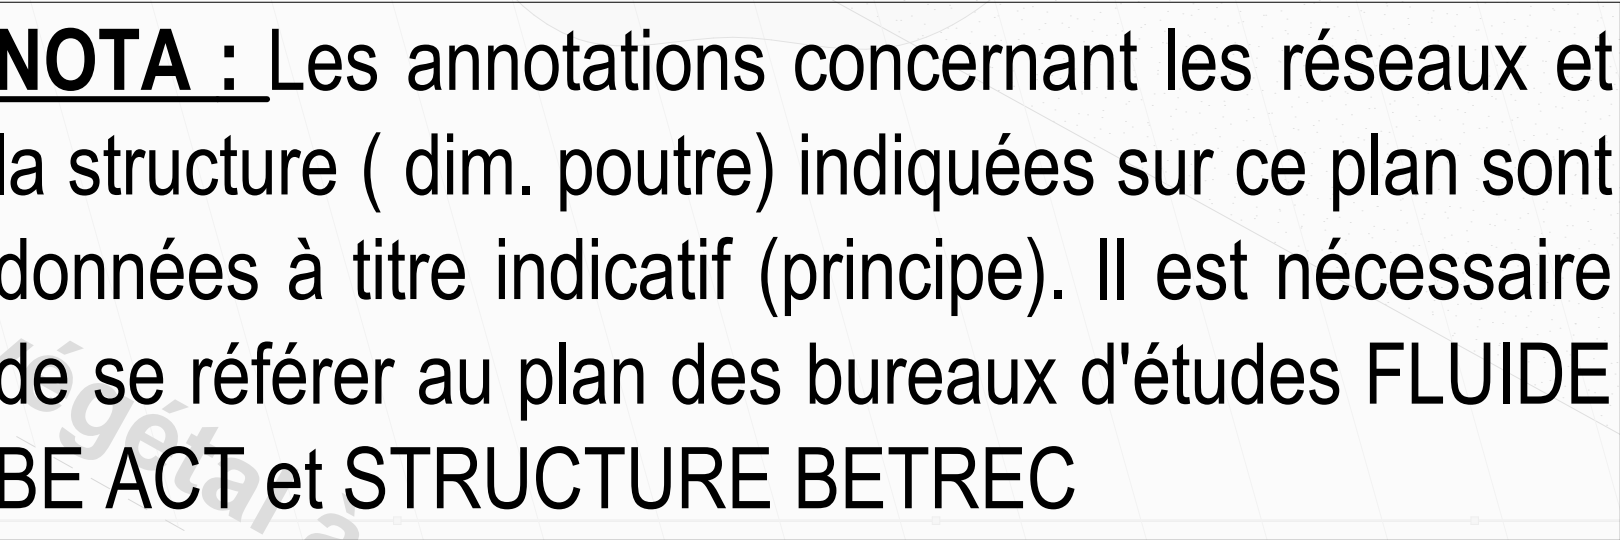 NOTA : Les annotations concernant les réseaux et
la structure ( dim. poutre) indiquées sur ce plan sont
données à titre indicatif (principe). Il est nécessaire
de se référer au plan des bureaux d'études FLUIDE
BE ACT et STRUCTURE BETREC
végétal à